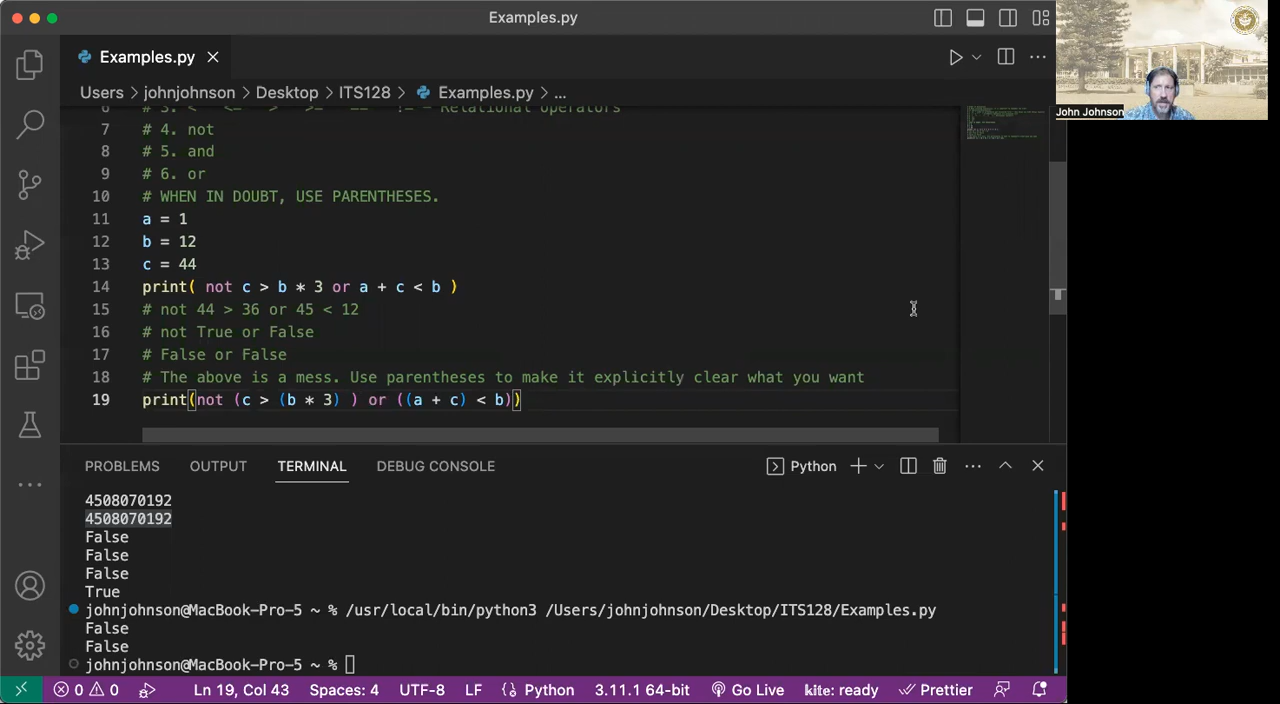 Examples.py
Examples.py
Users > johnjohnson > Desktop > ITS128 > Examples.py > ...
6 # 3. < <= > >= == != - Relational operators
7 # 4. not
8 # 5. and
9 # 6. or
10 # WHEN IN DOUBT, USE PARENTHESES.
11 a = 1
12 b = 12
13 c = 44
14 print( not c > b * 3 or a + c < b )
15 # not 44 > 36 or 45 < 12
16 # not True or False
17 # False or False
18 # The above is a mess. Use parentheses to make it explicitly clear what you want
19 print(not (c > (b * 3) ) or ((a + c) < b))
PROBLEMS OUTPUT TERMINAL DEBUG CONSOLE Python
4508070192
4508070192
False
False
False
True
johnjohnson@MacBook-Pro-5 ~ % /usr/local/bin/python3 /Users/johnjohnson/Desktop/ITS128/Examples.py
False
False
johnjohnson@MacBook-Pro-5 ~ %
0 0 Ln 19, Col 43 Spaces: 4 UTF-8 LF Python 3.11.1 64-bit Go Live kite: ready Prettier
John Johnson